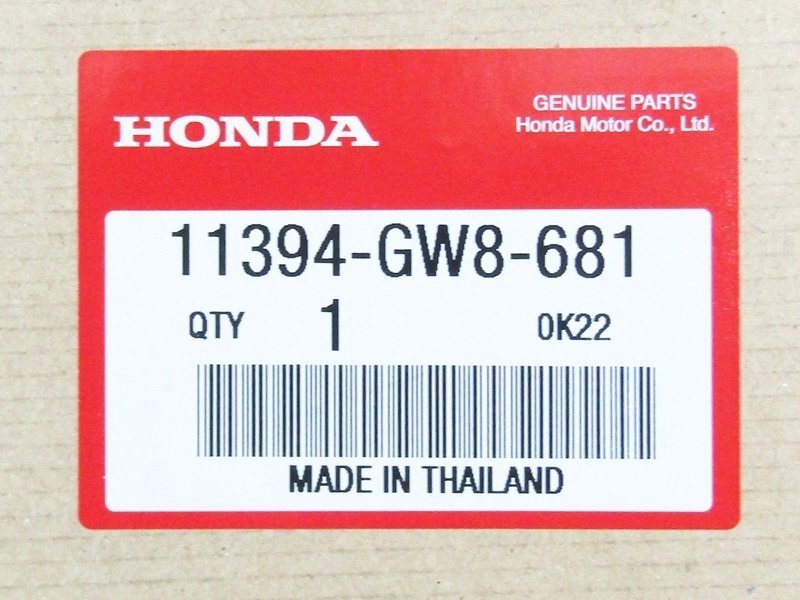 HONDA
GENUINE PARTS
Honda Motor Co., Ltd.
11394-GW8-681
QTY 1 0K22
MADE IN THAILAND